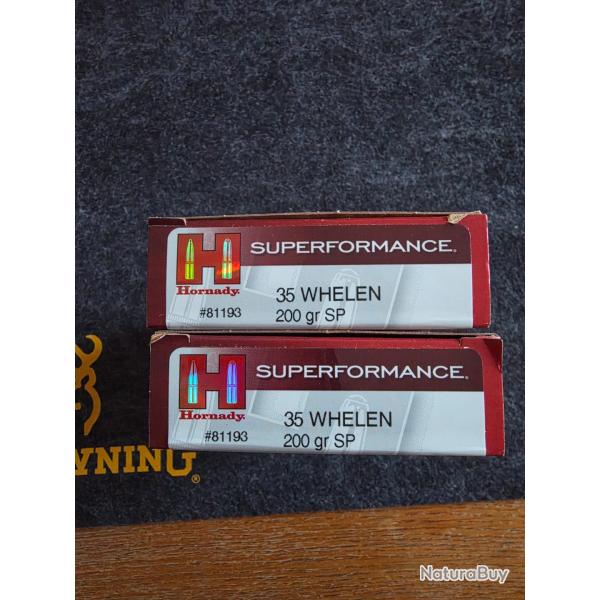 SUPERFORMANCE®
H
Hornady®
35 WHELEN
#81193
200 gr SP
SUPERFORMANCE®
H
Hornady®
35 WHELEN
#81193
200 gr SP
WNING®
NaturaBuy